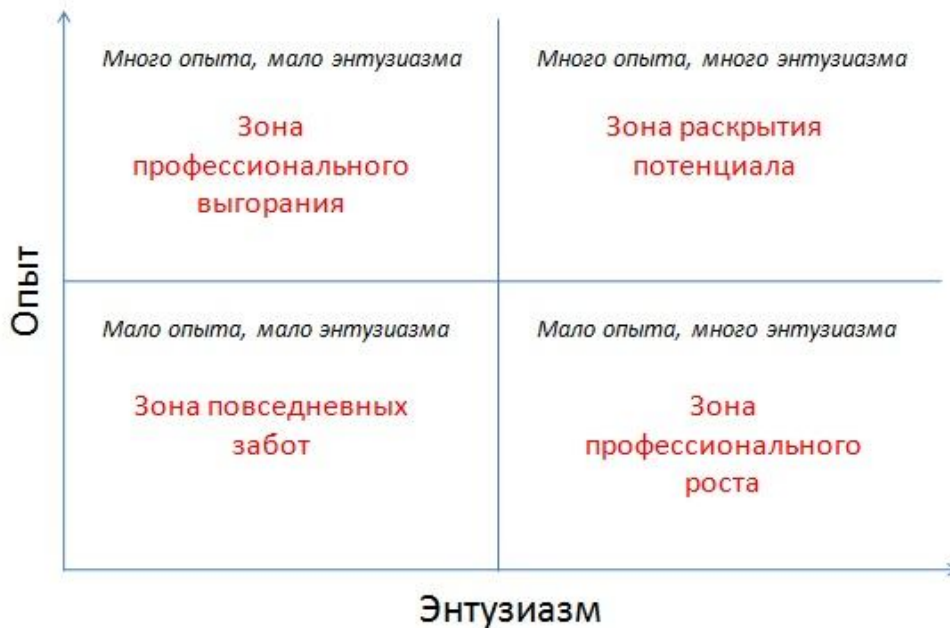 Много опыта, мало энтузиазма
Зона
профессионального
выгорания
Много опыта, много энтузиазма
Зона раскрытия
потенциала
Опыт
Мало опыта, мало энтузиазма
Зона повседневных
забот
Мало опыта, много энтузиазма
Зона
профессионального
роста
Энтузиазм